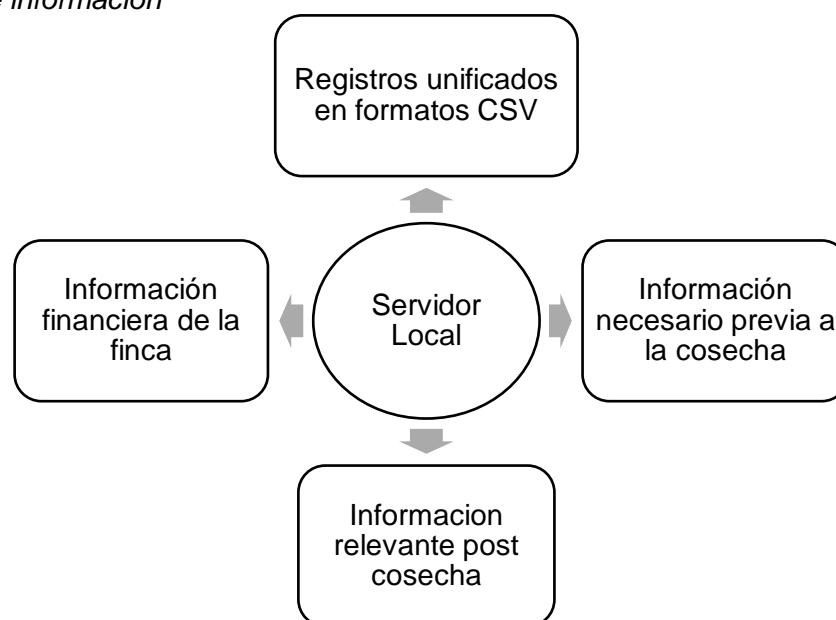 información
Registros unificados
en formatos CSV
Información
financiera de la
finca
Servidor
Local
Información
necesario previa a
la cosecha
Informacion
relevante post
cosecha